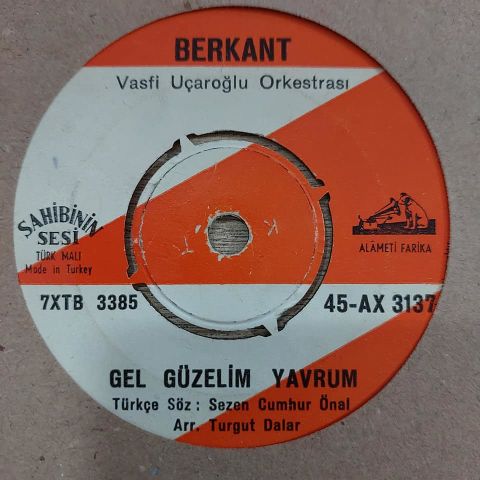 BERKANT
Vasfi Uçaroğlu Orkestrası
SAHİBİNİN
SESİ
TÜRK MALI
Made in Turkey
ALÂMETİ FARİKA
7XTB 3385
45-AX 3137
GEL GÜZELİM YAVRUM
Türkçe Söz : Sezen Cumhur Önal
Arr. Turgut Dalar